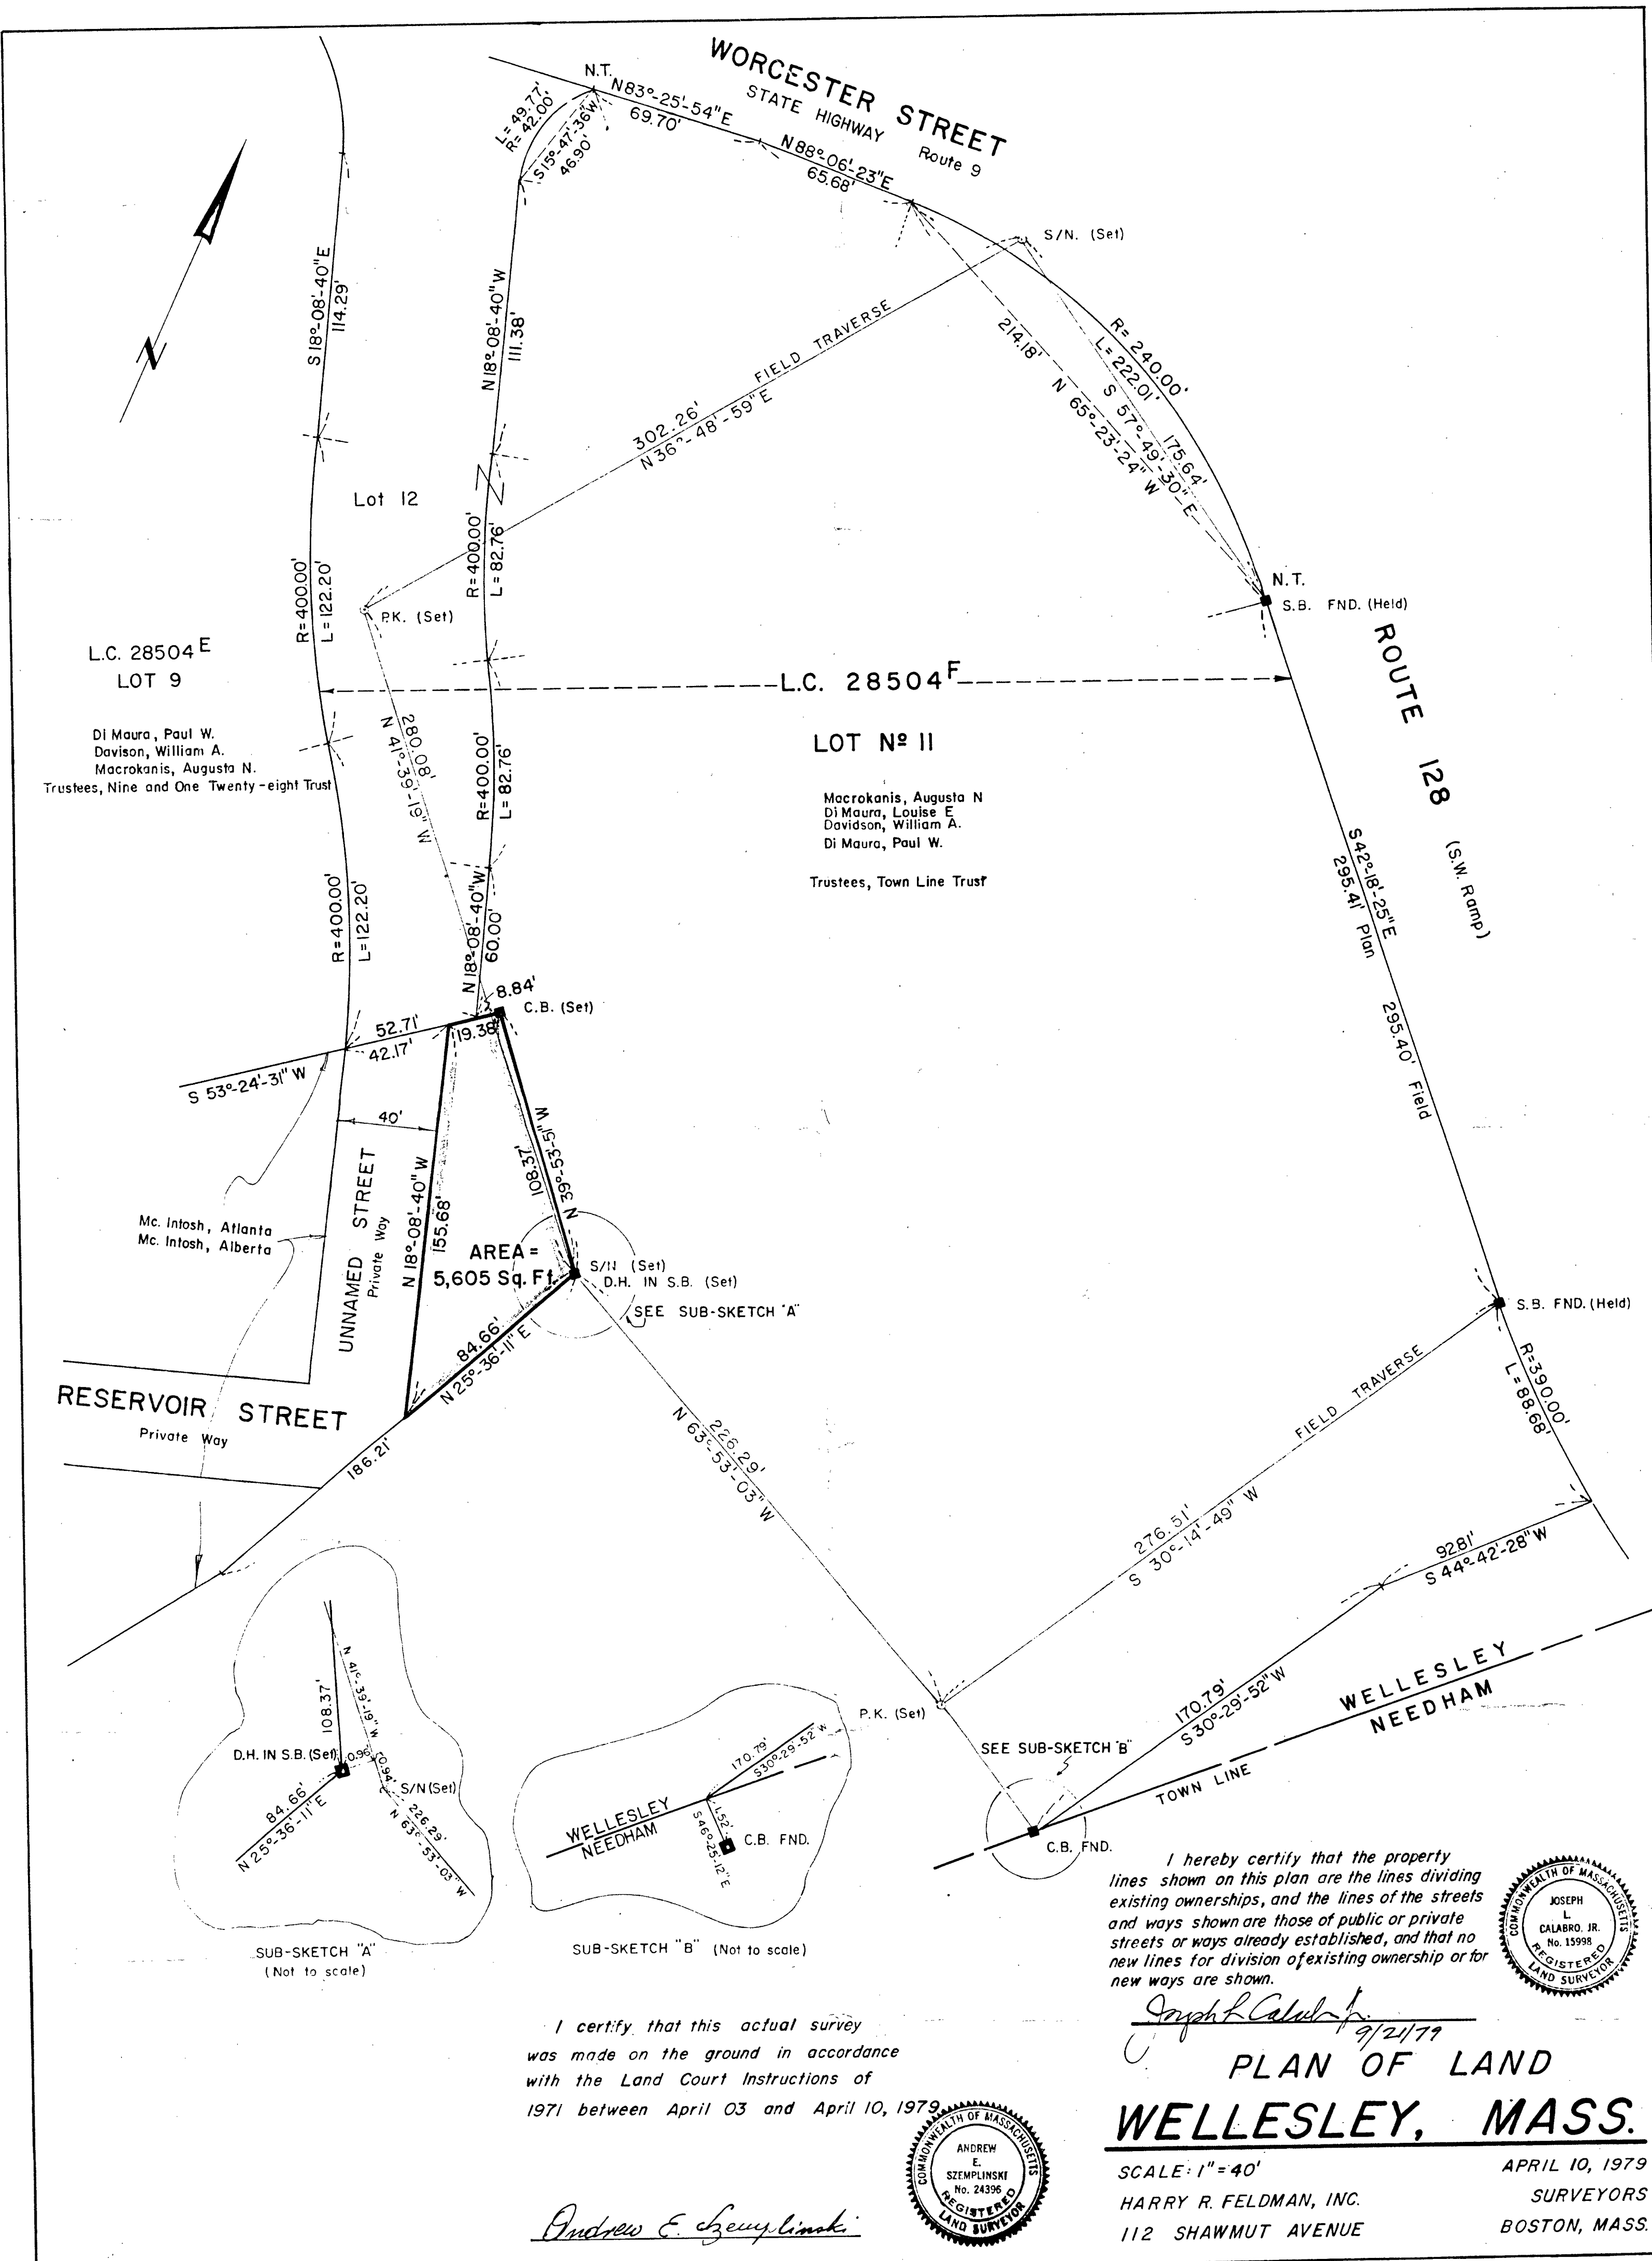 WORCESTER STREET
STATE HIGHWAY
Route 9
N.T.
N83°-25'-54"E
69.70'
N88°-06'-23"E
65.68'
L=49.77'
R=42.00'
S15°-47'-36"W
46.90'
S/N. (Set)
S18°-08'-40"E
114.29'
N18°-08'-40"W
111.38'
FIELD TRAVERSE
302.26'
N36°-48'-59"E
R=240.00'
L=222.01'
S 57°-49'-30"E
175.64'
214.18'
N 65°-23'-24" W
N
Lot 12
R=400.00'
L=82.76'
R=400.00'
L=122.20'
P.K. (Set)
N.T.
S.B. FND. (Held)
L.C. 28504 E
LOT 9
L.C. 28504 F
ROUTE 128
(S.W. Ramp)
Di Maura, Paul W.
Davison, William A.
Macrokanis, Augusta N.
Trustees, Nine and One Twenty-eight Trust
280.08'
N 41°-39'-19" W
R=400.00'
L=82.76'
LOT Nº 11
Macrokanis, Augusta N
Di Maura, Louise E
Davidson, William A.
Di Maura, Paul W.
Trustees, Town Line Trust
S42°-18'-25"E
295.41' Plan
295.40' Field
R=400.00'
L=122.20'
N18°-08'-40"W
60.00'
8.84'
C.B. (Set)
52.71'
42.17'
19.38'
S 53°-24'-31" W
40'
UNNAMED STREET
Private Way
N 18°-08'-40" W
155.68'
108.37'
N 39°-53'-51" W
Mc. Intosh, Atlanta
Mc. Intosh, Alberta
AREA =
5,605 Sq. Ft.
S/N (Set)
D.H. IN S.B. (Set)
SEE SUB-SKETCH "A"
84.66'
N 25°-36'-11" E
S.B. FND. (Held)
RESERVOIR STREET
Private Way
186.21'
226.29'
N 63°-53'-03" W
FIELD TRAVERSE
276.51'
S 30°-14'-49" W
R=390.00'
L=88.68'
92.81'
S 44°-42'-28" W
170.79'
S 30°-29'-52" W
WELLESLEY
NEEDHAM
TOWN LINE
P.K. (Set)
SEE SUB-SKETCH "B"
C.B. FND.
108.37'
N 41°-39'-19" W
D.H. IN S.B. (Set)
0.96'
0.94'
S/N (Set)
84.66'
N 25°-36'-11" E
226.29'
N 63°-53'-03" W
SUB-SKETCH "A"
(Not to scale)
170.79'
S30°-29'-52" W
WELLESLEY
NEEDHAM
1.52'
S46°-25'-12"E
C.B. FND.
SUB-SKETCH "B" (Not to scale)
I hereby certify that the property
lines shown on this plan are the lines dividing
existing ownerships, and the lines of the streets
and ways shown are those of public or private
streets or ways already established, and that no
new lines for division of existing ownership or for
new ways are shown.
COMMONWEALTH OF MASSACHUSETTS
JOSEPH
L.
CALABRO, JR.
No. 15998
REGISTERED
LAND SURVEYOR
Joseph L Calabro Jr.
9/21/79
I certify that this actual survey
was made on the ground in accordance
with the Land Court Instructions of
1971 between April 03 and April 10, 1979
COMMONWEALTH OF MASSACHUSETTS
ANDREW
E.
SZEMPLINSKI
No. 24396
REGISTERED
LAND SURVEYOR
Andrew E. Szemplinski
PLAN OF LAND
WELLESLEY, MASS.
SCALE: 1"=40'
APRIL 10, 1979
HARRY R. FELDMAN, INC.
SURVEYORS
112 SHAWMUT AVENUE
BOSTON, MASS.